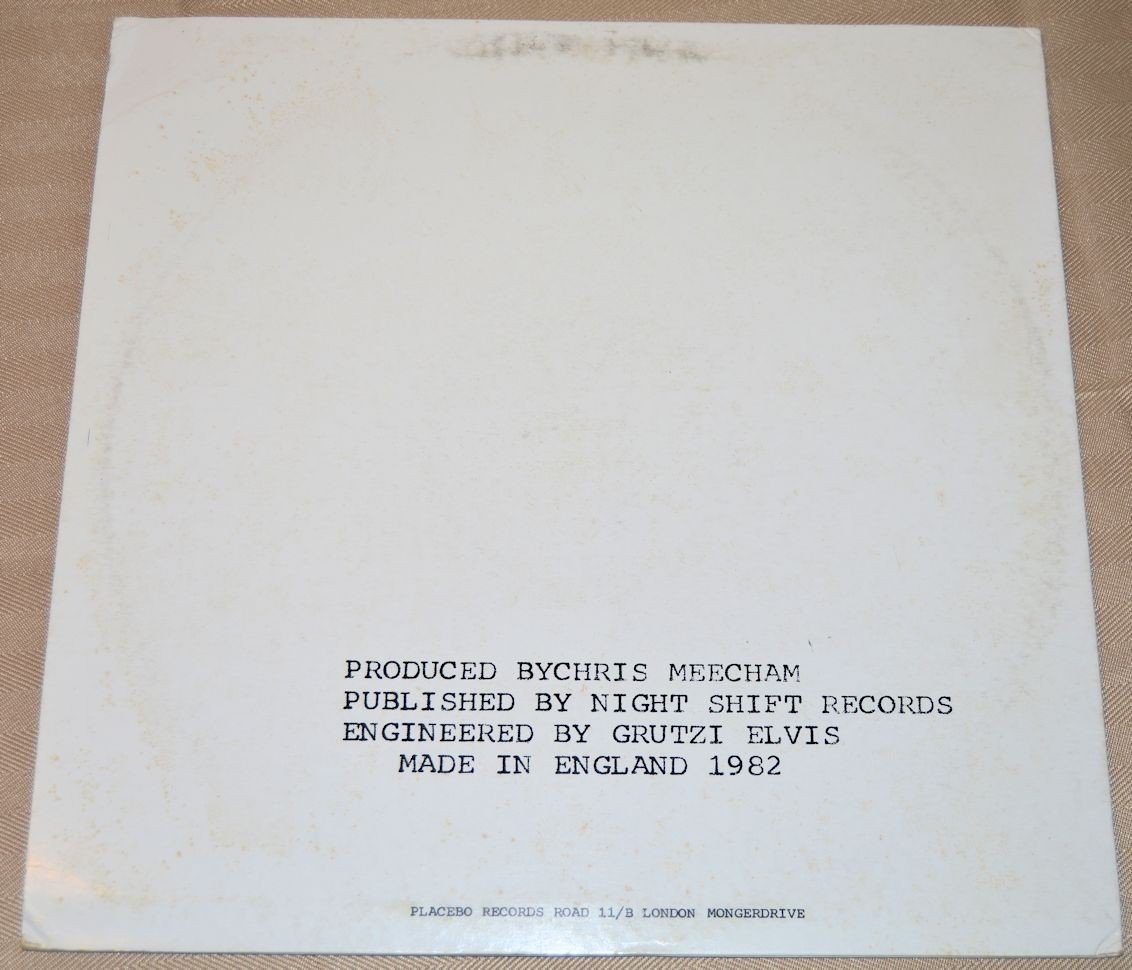 PRODUCED BYCHRIS MEECHAM
PUBLISHED BY NIGHT SHIFT RECORDS
ENGINEERED BY GRUTZI ELVIS
MADE IN ENGLAND 1982
PLACEBO RECORDS ROAD 11/B LONDON MONGERDRIVE